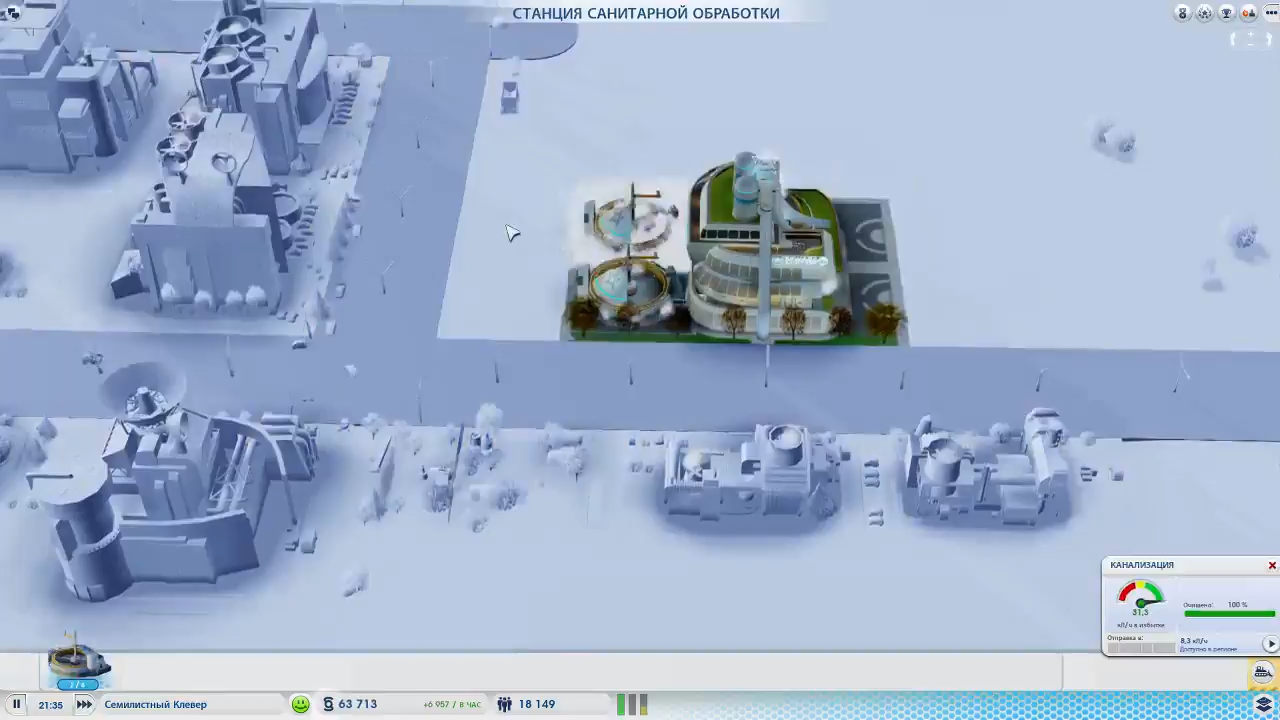 СТАНЦИЯ САНИТАРНОЙ ОБРАБОТКИ
КАНАЛИЗАЦИЯ
31,3
кЛ/ч в избытке
Очищено: 100 %
Отправка в:
8,3 кЛ/ч
Доступно в регионе
2 / 6
21:35
Семилистный Клевер
63 713
+6 957 / В ЧАС
18 149